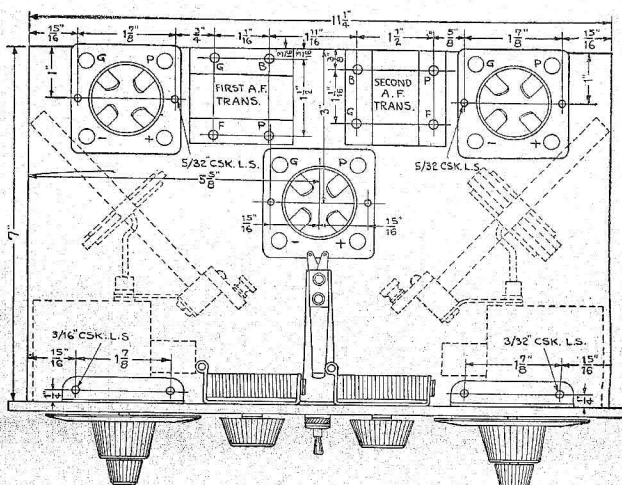 11 1/4"
15/16"
1 7/8"
3/4"
1 1/16"
1 11/16"
1 1/2"
5/8"
1 7/8"
15/16"
G P
G B
B P
G P
1"
FIRST A.F.
TRANS.
1 1/2"
3"
1 1/16"
SECOND
A.F.
TRANS.
1"
- +
F P
G F
- +
5/32" CSK. L.S.
5/32 CSK. L.S.
5 5/8"
G P
7"
15/16"
15/16"
- +
3/16" CSK. L.S
3/32" CSK. L.S.
15/16"
1 7/8
1 7/8"
15/16"